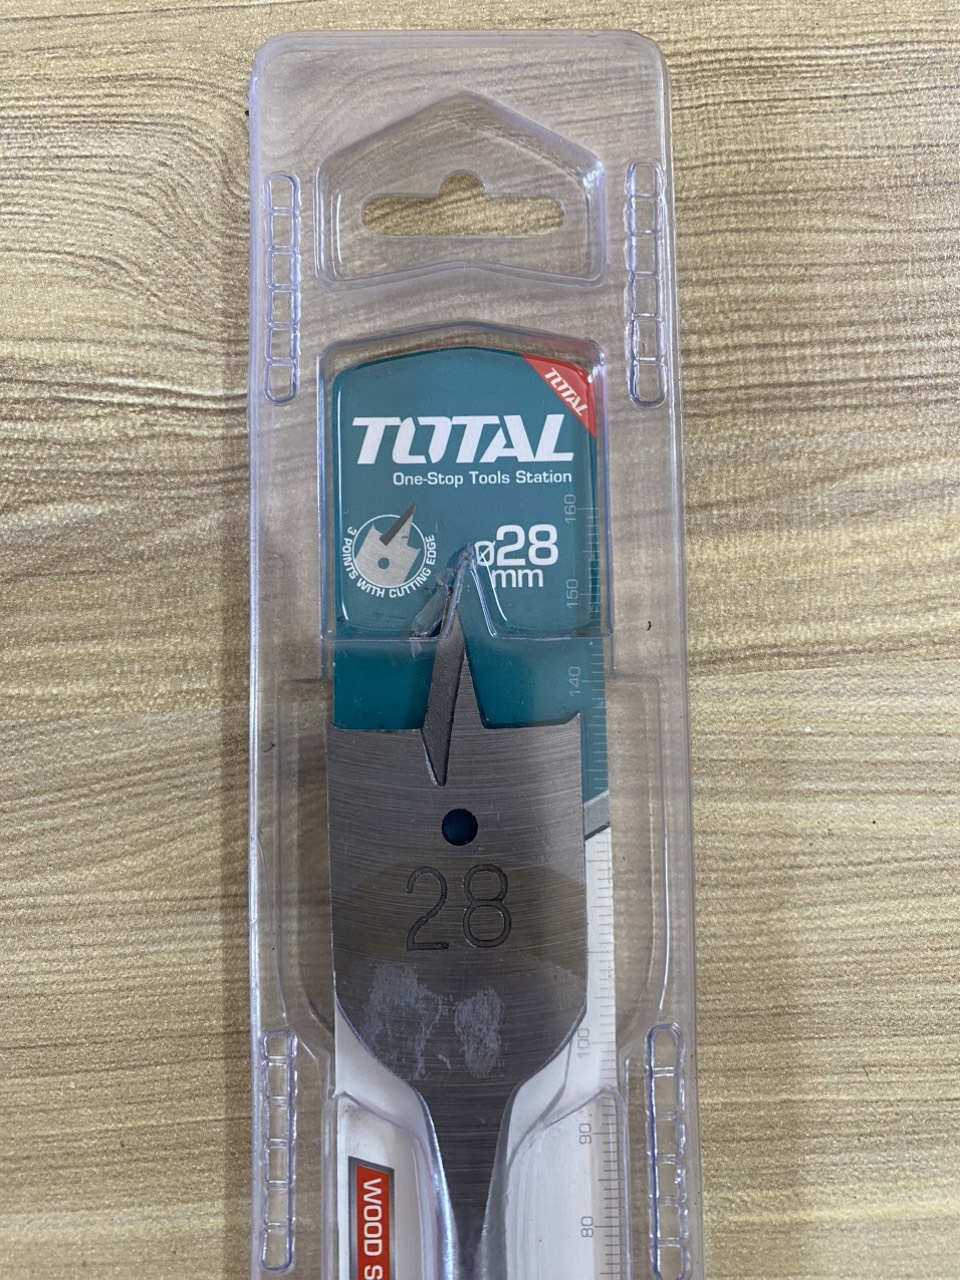 TOTAL
TOTAL
One-Stop Tools Station
3 POINTS WITH CUTTING EDGE
ø28
mm
160
150
140
28
100
90
80
WOOD S